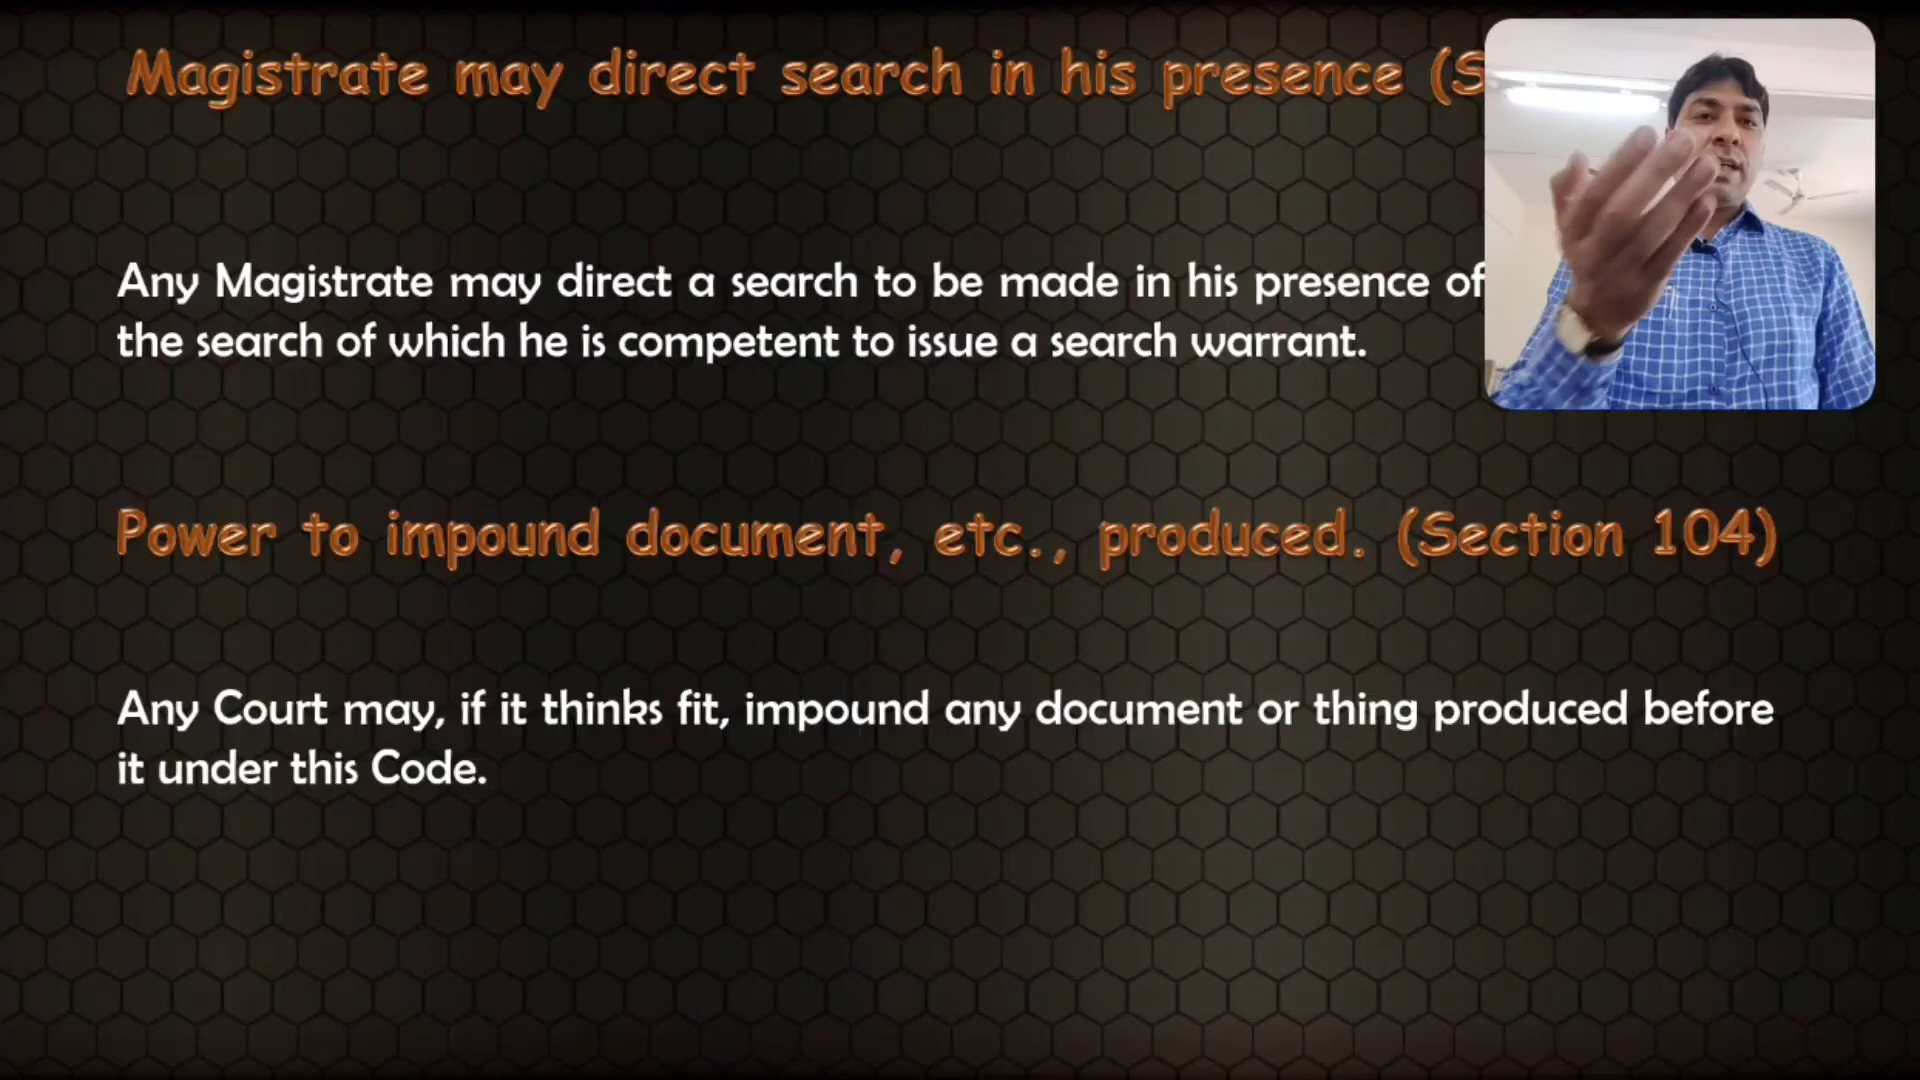 Magistrate may direct search in his presence (S
Any Magistrate may direct a search to be made in his presence of
the search of which he is competent to issue a search warrant.
Power to impound document, etc., produced. (Section 104)
Any Court may, if it thinks fit, impound any document or thing produced before
it under this Code.